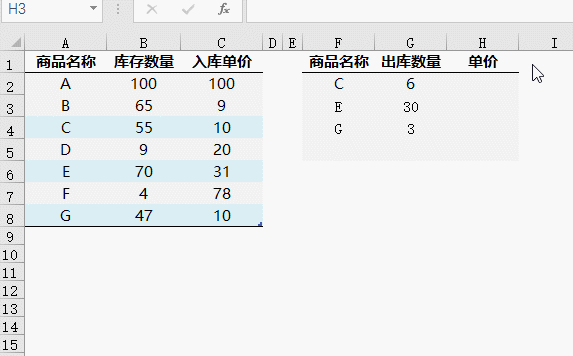 H3
fx
A B C D E F G H I
1 商品名称 库存数量 入库单价 商品名称 出库数量 单价
2 A 100 100 C 6
3 B 65 9 E 30
4 C 55 10 G 3
5 D 9 20
6 E 70 31
7 F 4 78
8 G 47 10
9
10
11
12
13
14
15